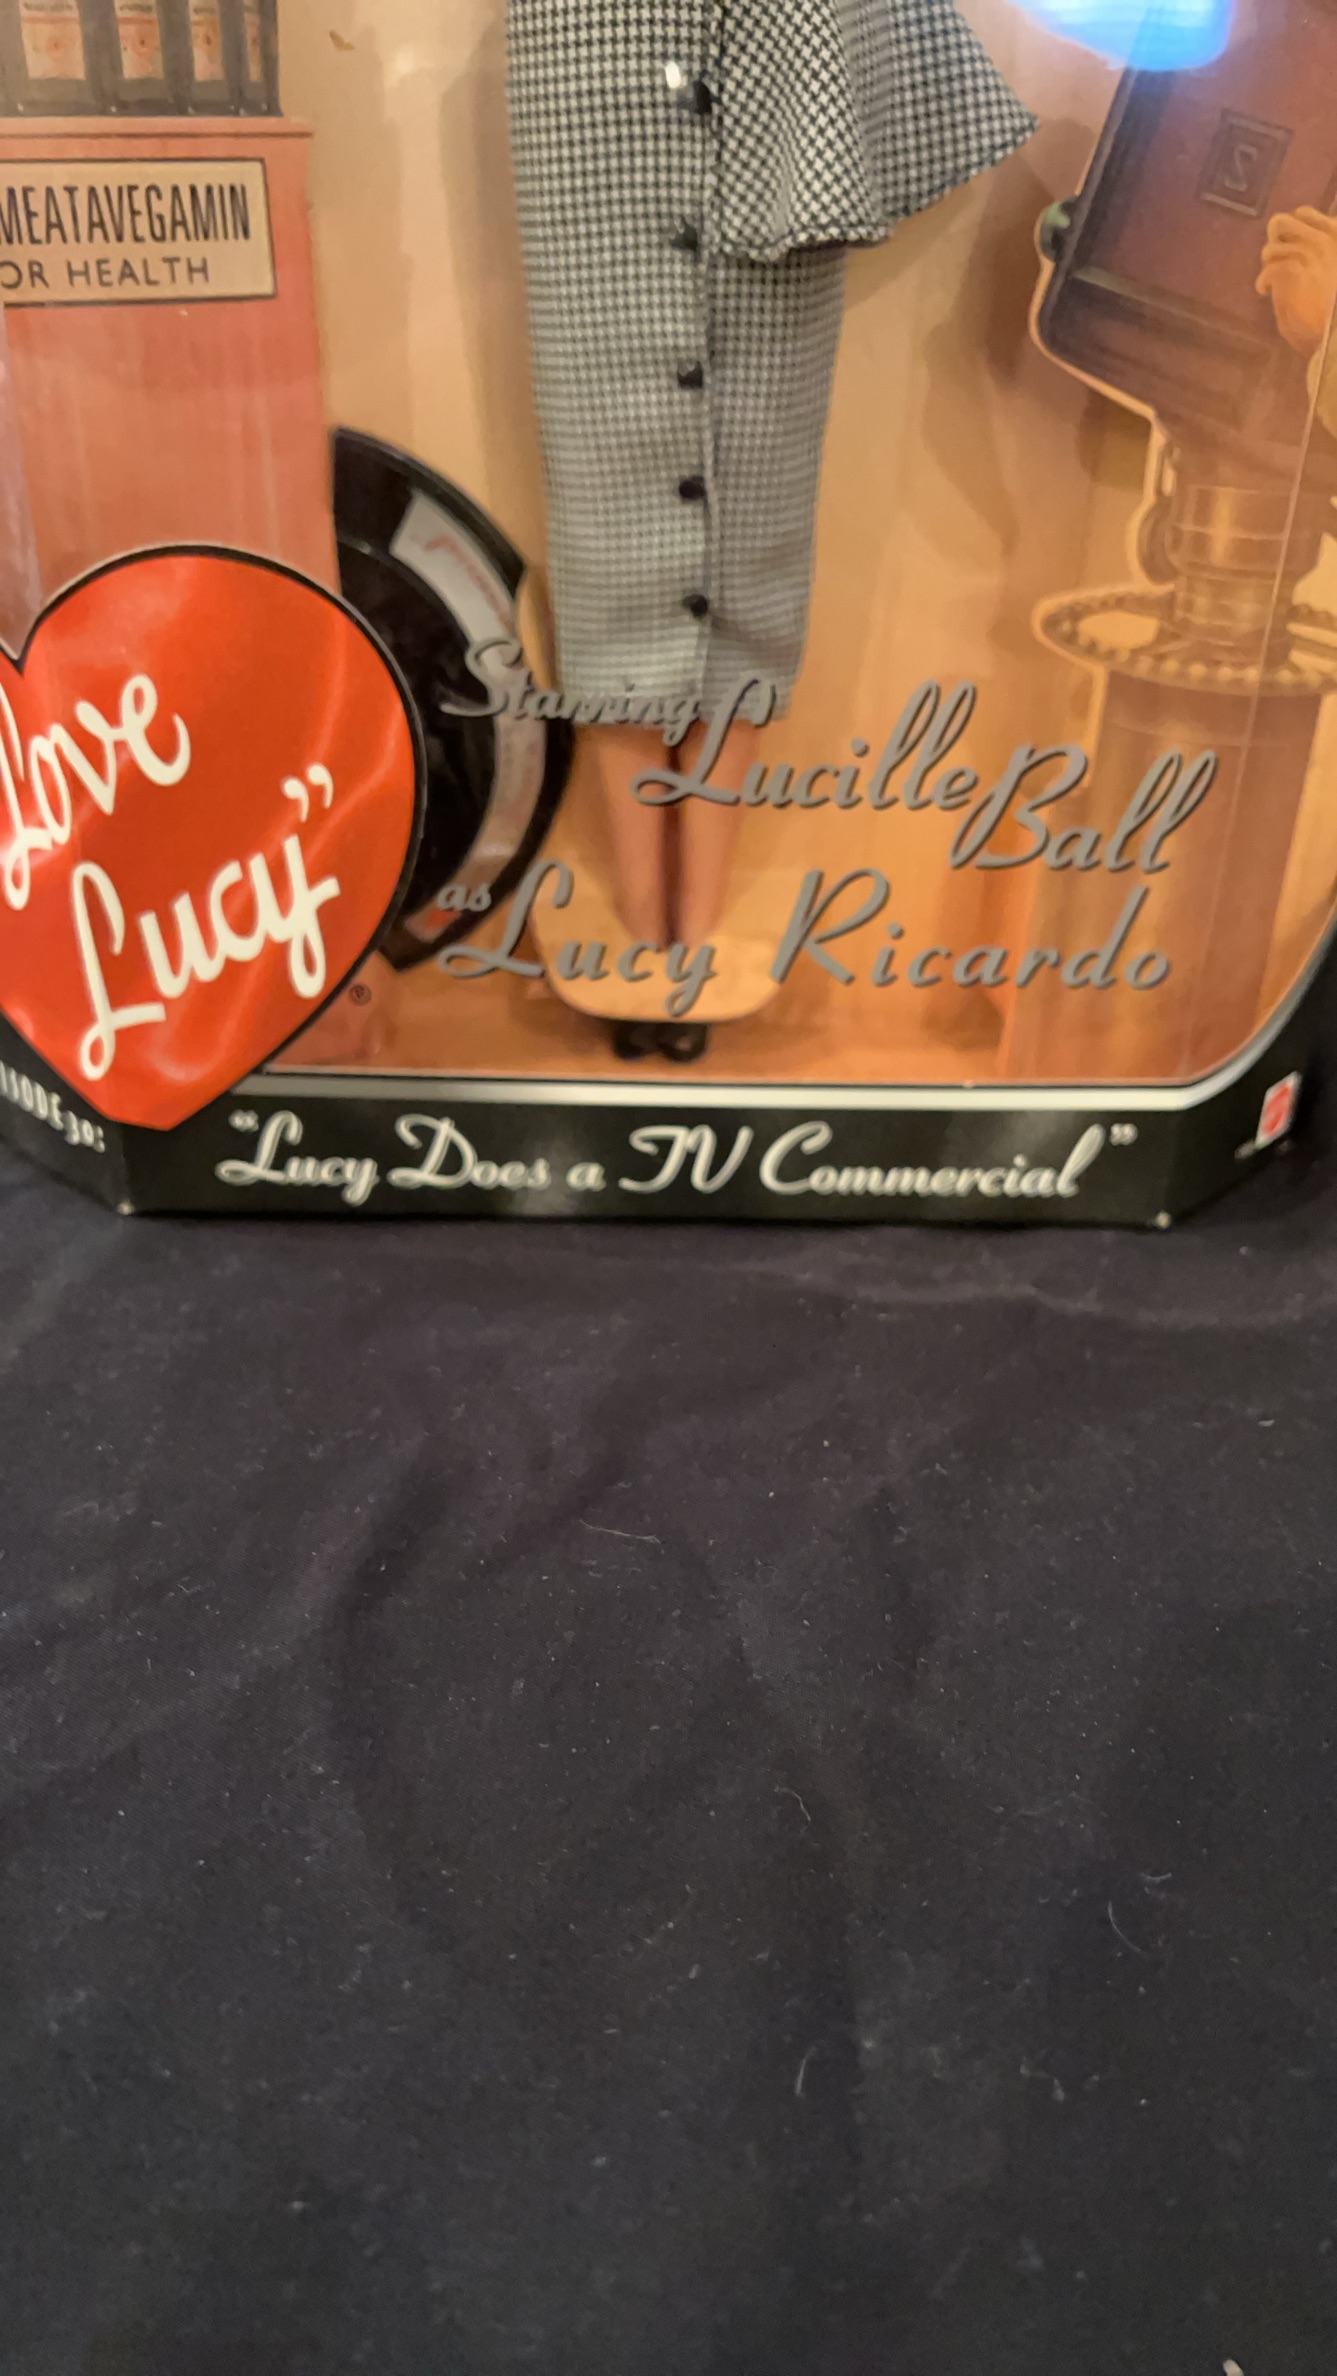 MEATAVEGAMIN
OR HEALTH
Love
Lucy”
®
Starring Lucille Ball
as Lucy Ricardo
ISODE 30:
“Lucy Does a TV Commercial”